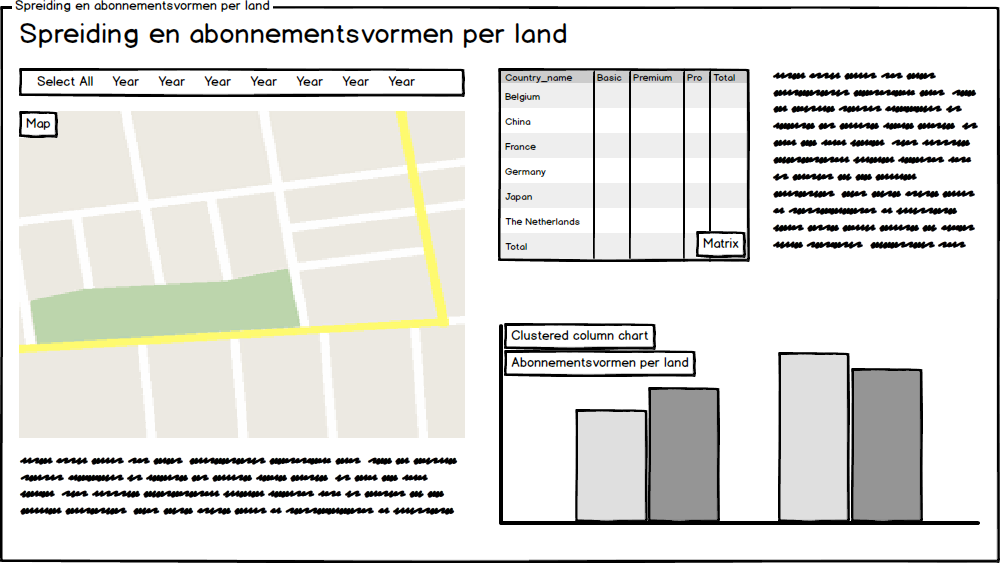 Spreiding en abonnementsvormen per land
Spreiding en abonnementsvormen per land
Select All Year Year Year Year Year Year Year
Map
Country_name Basic Premium Pro Total
Belgium
China
France
Germany
Japan
The Netherlands
Total
Matrix
Clustered column chart
Abonnementsvormen per land